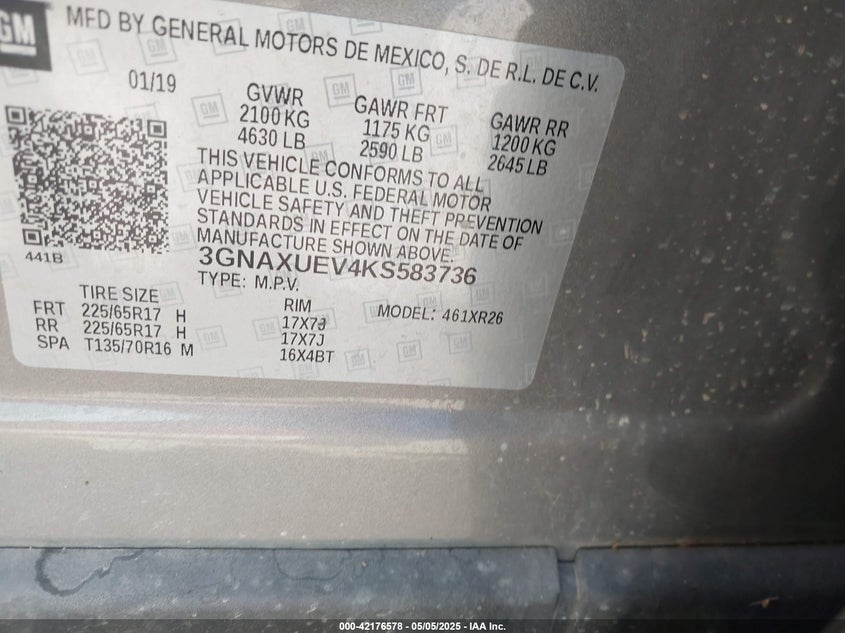 GM
MFD BY GENERAL MOTORS DE MEXICO, S. DE R.L. DE C.V.
01/19
GVWR GAWR FRT GAWR RR
2100 KG 1175 KG 1200 KG
4630 LB 2590 LB 2645 LB
THIS VEHICLE CONFORMS TO ALL
APPLICABLE U.S. FEDERAL MOTOR
VEHICLE SAFETY AND THEFT PREVENTION
STANDARDS IN EFFECT ON THE DATE OF
MANUFACTURE SHOWN ABOVE.
441B
3GNAXUEV4KS583736
TYPE: M.P.V.
TIRE SIZE RIM MODEL: 461XR26
FRT 225/65R17 H 17X7J
RR 225/65R17 H 17X7J
SPA T135/70R16 M 16X4BT
000-42176578 - 05/05/2025 - IAA Inc.